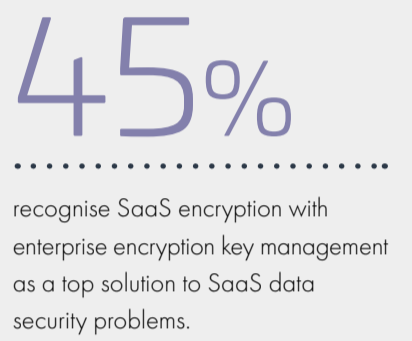 45%
recognise SaaS encryption with
enterprise encryption key management
as a top solution to SaaS data
security problems.